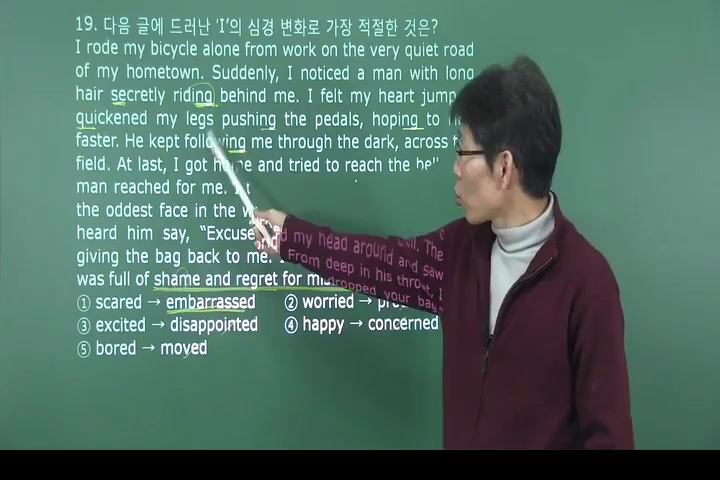 19. 다음 글에 드러난 'I'의 심경 변화로 가장 적절한 것은?
I rode my bicycle alone from work on the very quiet road
of my hometown. Suddenly, I noticed a man with long
hair secretly riding behind me. I felt my heart jump
quickened my legs pushing the pedals, hoping to
faster. He kept following me through the dark, across
field. At last, I got and tried to reach the
man reached for me. I
the oddest face in the
heard him say, "Excuse my head around and saw
giving the bag back to me. From deep in his throat, I
was full of shame and regret for dropped your bag
① scared → embarrassed ② worried →
③ excited → disappointed ④ happy → concerned
⑤ bored → moved